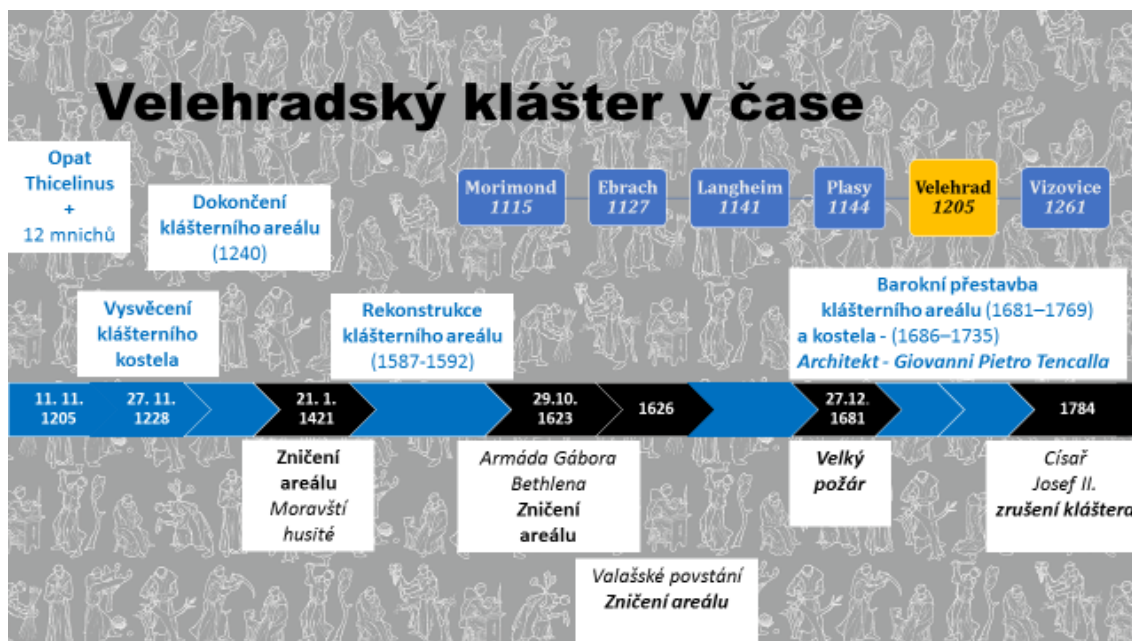 Velehradský klášter v čase
Opat
Thicelinus
+
12 mnichů
Dokončení
klášterního areálu
(1240)
Morimond
1115
Ebrach
1127
Langheim
1141
Plasy
1144
Velehrad
1205
Vizovice
1261
Vysvěcení
klášterního
kostela
Rekonstrukce
klášterního areálu
(1587-1592)
Barokní přestavba
klášterního areálu (1681–1769)
a kostela - (1686–1735)
Architekt - Giovanni Pietro Tencalla
11. 11.
1205
27. 11.
1228
21. 1.
1421
29.10.
1623
1626
27.12.
1681
1784
Zničení
areálu
Moravští
husité
Armáda Gábora
Bethlena
Zničení
areálu
Valašské povstání
Zničení areálu
Velký
požár
Císař
Josef II.
zrušení kláštera